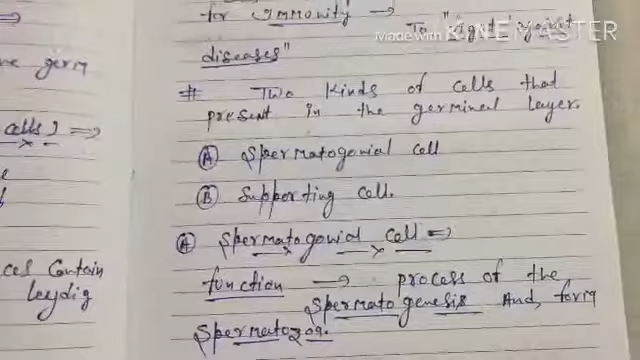 for Immunity →
To "fight against
Made with KINEMASTER
diseases"
# Two kinds of cells that
present in the germinal layer.
(A) Spermatogonial cell
(B) Supporting cell.
(A) Spermatogonial cell ⇒
function → process of the
Spermatogenesis And, form
Spermatozoa.
⇒
germ
cells) ⇒
ces Contain
leydig